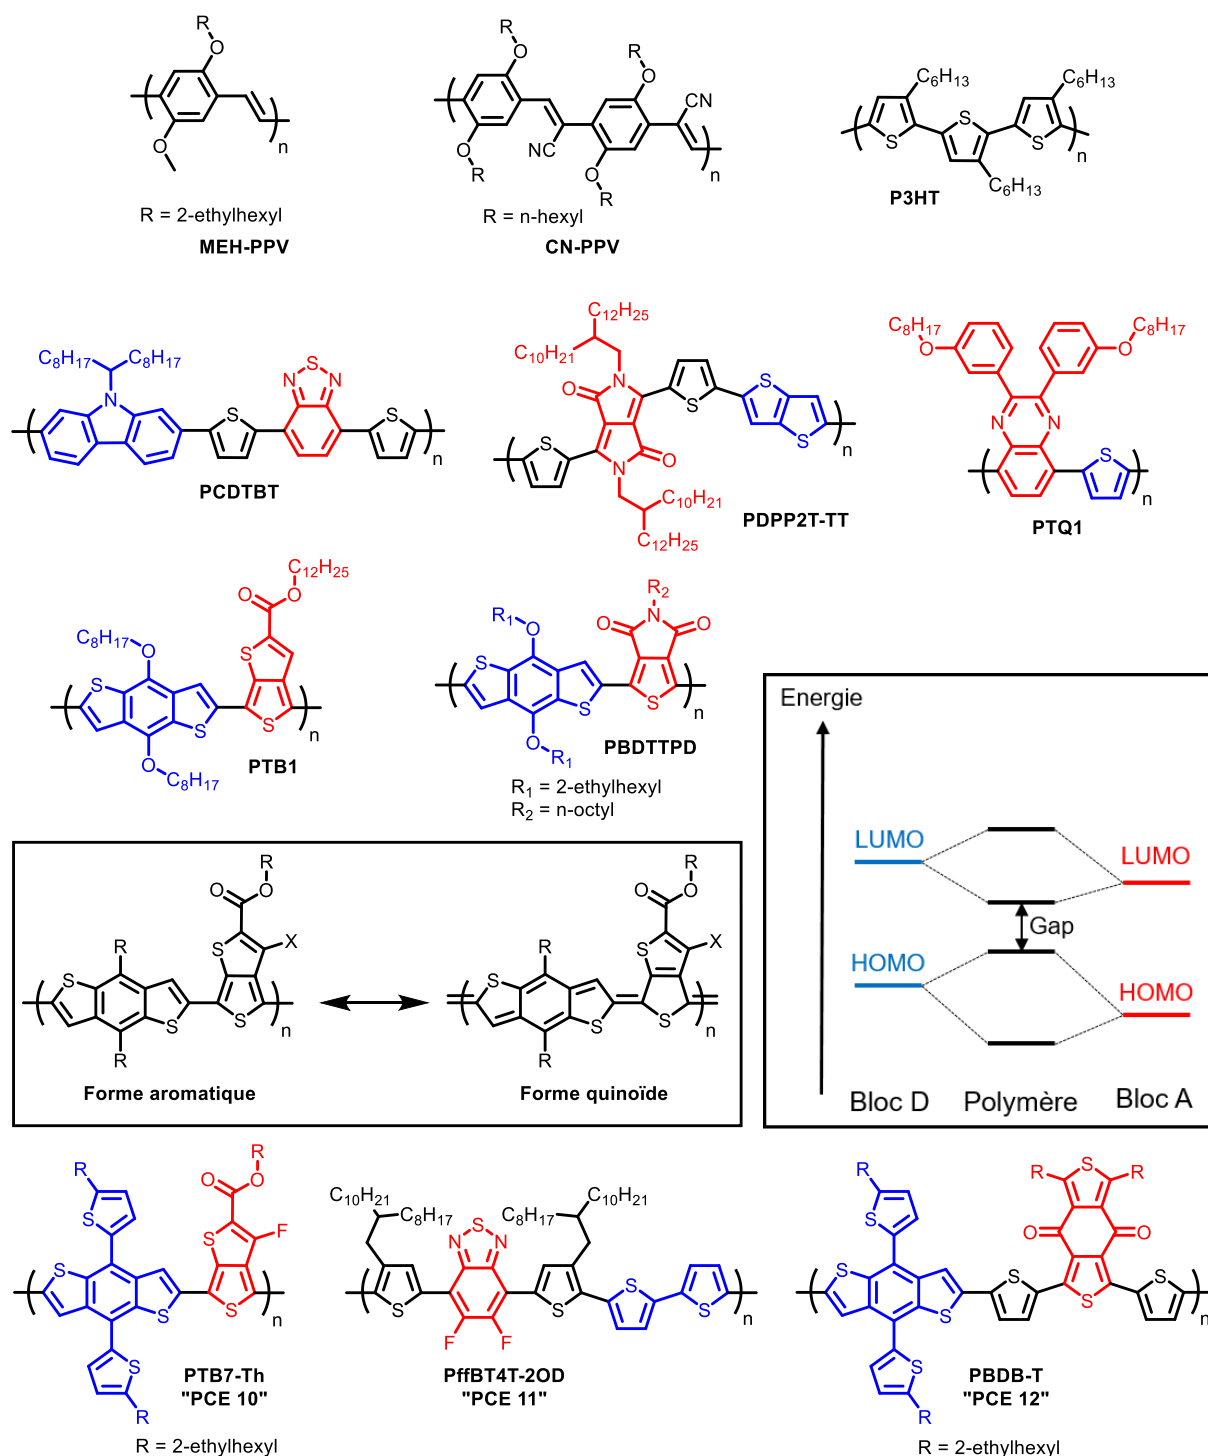 R
O
O
n
R = 2-ethylhexyl
MEH-PPV
R
O
R
O
CN
NC
O
R
O
R
n
R = n-hexyl
CN-PPV
C6H13
C6H13
S
S
S
C6H13
n
P3HT
C8H17
C8H17
N
S
N
N
S
S
n
PCDTBT
C12H25
C10H21
O
N
S
S
S
S
N
O
n
C10H21
C12H25
PDPP2T-TT
C8H17
O
C8H17
O
N
N
S
n
PTQ1
O
C12H25
O
C8H17
O
S
S
S
S
O
C8H17
n
PTB1
R2
N
O
O
R1
O
S
S
S
O
R1
n
PBDTTPD
R1 = 2-ethylhexyl
R2 = n-octyl
Energie
LUMO
LUMO
Gap
HOMO
HOMO
Bloc D
Polymère
Bloc A
R
O
O
R
S
X
S
S
S
R
n
Forme aromatique
R
O
O
R
S
X
S
S
S
R
n
Forme quinoïde
R
O
O
R
S
S
F
S
S
S
S
R
n
PTB7-Th
"PCE 10"
R = 2-ethylhexyl
C10H21
C8H17
C10H21
C8H17
S
N
N
S
S
S
S
F
F
n
PffBT4T-2OD
"PCE 11"
R
S
R
R
O
O
R
S
S
S
S
S
S
S
R
n
PBDB-T
"PCE 12"
R = 2-ethylhexyl